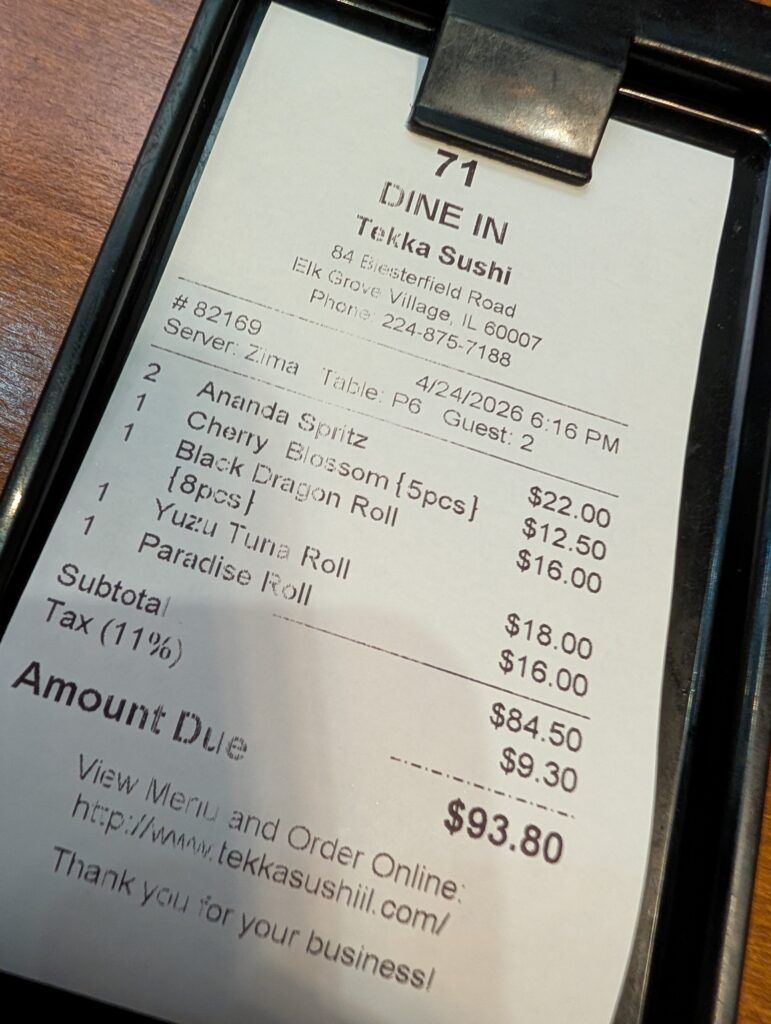 71
DINE IN
Tekka Sushi
84 Biesterfield Road
Elk Grove Village, IL 60007
Phone: 224-875-7188
# 82169 4/24/2026 6:16 PM
Server: Zima Table: P6 Guest: 2
2 Ananda Spritz $22.00
1 Cherry Blossom {5pcs} $12.50
1 Black Dragon Roll $16.00
{8pcs}
1 Yuzu Tuna Roll $18.00
1 Paradise Roll $16.00
Subtotal $84.50
Tax (11%) $9.30
Amount Due $93.80
View Menu and Order Online:
http://www.tekkasushiil.com/
Thank you for your business!